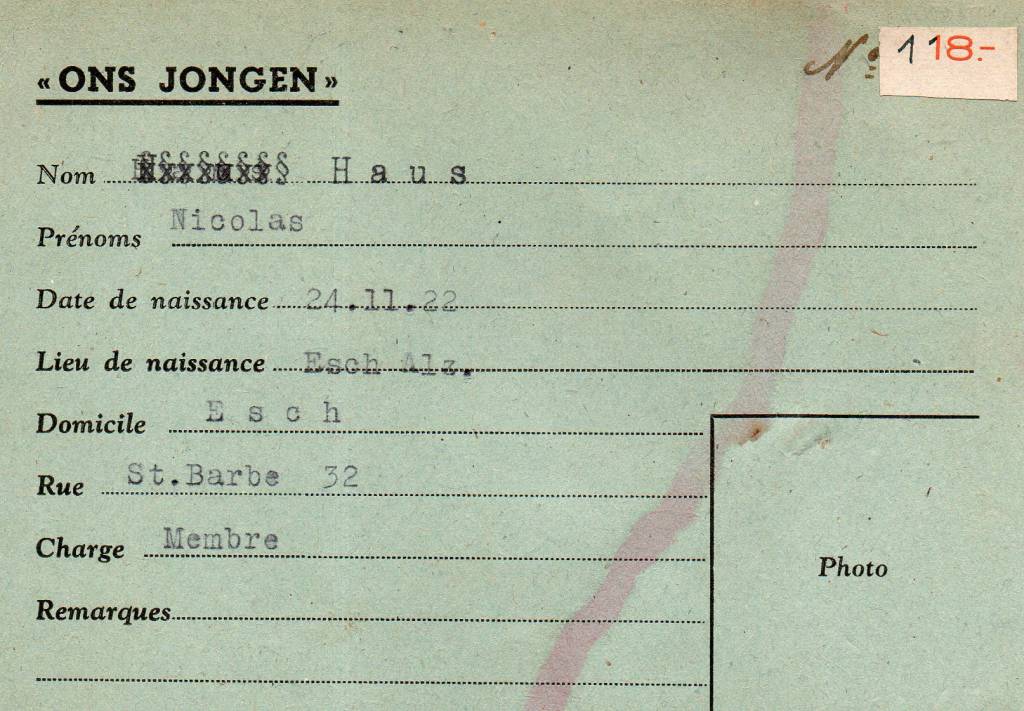 « ONS JONGEN »
Nº 118.-
Nom Haus
Prénoms Nicolas
Date de naissance 24.11.22
Lieu de naissance Esch Alz.
Domicile Esch
Rue St.Barbe 32
Charge Membre
Remarques
Photo